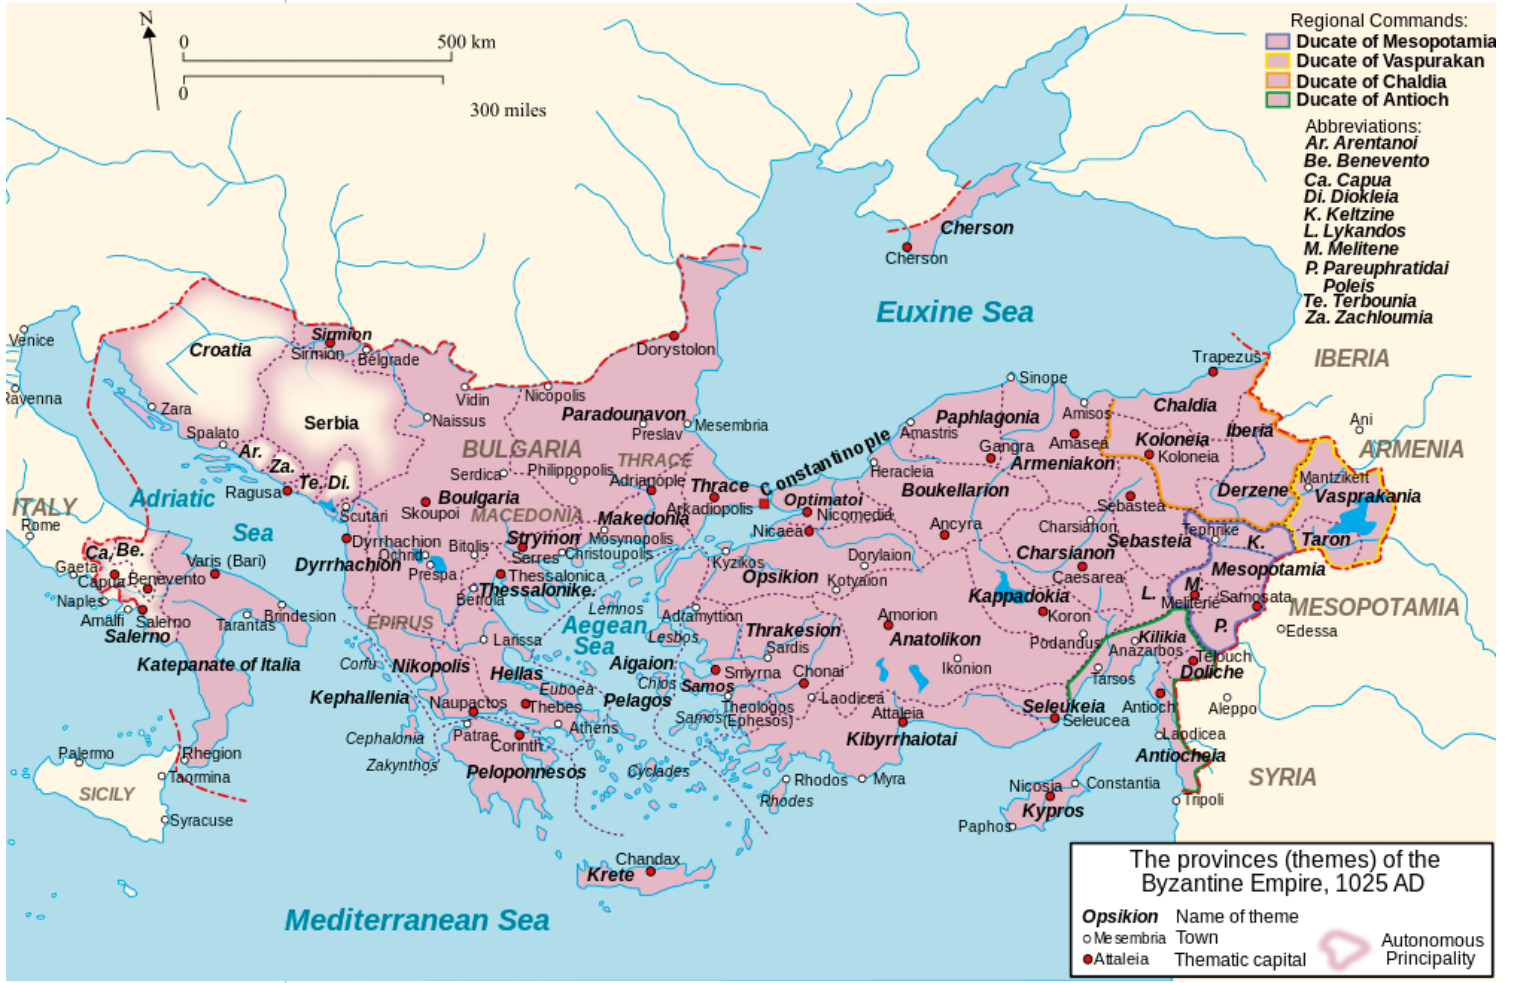 N
0
500 km
0
300 miles
Regional Commands:
Ducate of Mesopotamia
Ducate of Vaspurakan
Ducate of Chaldia
Ducate of Antioch
Abbreviations:
Ar. Arentanoi
Be. Benevento
Ca. Capua
Di. Diokleia
K. Keltzine
L. Lykandos
M. Melitene
P. Pareuphratidai
Poleis
Te. Terbounia
Za. Zachloumia
Cherson
Cherson
Euxine Sea
IBERIA
Venice
Croatia
Sirmion
Sirmion
Belgrade
Dorystolon
Trapezus
Ravenna
Zara
Serbia
Vidin
Nicopolis
Naissus
Paradounavon
Preslav
Mesembria
Sinope
Amastris
Paphlagonia
Amisos
Chaldia
Ani
Spalato
Ar.
Za.
Te.
Di.
BULGARIA
THRACE
Constantinople
Gangra
Amasea
Armeniakon
Koloneia
Koloneia
Iberia
ARMENIA
Serdica
Philippopolis
Adrianople
Thrace
Heracleia
Boukellarion
Mantzikert
Vasprakania
Derzene
ITALY
Rome
Adriatic
Sea
Ragusa
Scutari
Skoupoi
Boulgaria
MACEDONIA
Makedonia
Arkadiopolis
Optimatoi
Nicomedia
Nicaea
Ancyra
Sebastea
Charsianon
Tephrike
Sebasteia
K.
Taron
Ca,
Be.
Gaeta
Capua
Benevento
Varis (Bari)
Dyrrhachion
Dyrrhachion
Ochrid
Bitolis
Prespa
Strymon
Serres
Mosynopolis
Christoupolis
Kyzikos
Opsikion
Dorylaion
Kotyaion
Charsianon
Caesarea
Mesopotamia
Naples
Amalfi
Salerno
Salerno
Tarantas
Brindesion
Thessalonica
Thessalonike.
Berroia
Lemnos
Adramyttion
Amorion
Kappadokia
Koron
L.
M.
Melitene
Samosata
MESOPOTAMIA
Edessa
P.
EPIRUS
Aegean
Sea
Lesbos
Thrakesion
Sardis
Anatolikon
Podandus
Kilikia
Anazarbos
Katepanate of Italia
Corfu
Nikopolis
Larissa
Hellas
Aigaion
Pelagos
Chios
Samos
Smyrna
Chonai
Ikonion
Tarsos
Telouch
Doliche
Kephallenia
Naupactos
Euboea
Thebes
Athens
Samos
Theologos
(Ephesos)
Laodicea
Attaleia
Kibyrrhaiotai
Seleukeia
Seleucea
Antioch
Aleppo
Cephalonia
Zakynthos
Patrae
Corinth
Peloponnesos
Cyclades
Laodicea
Antiocheia
SYRIA
Palermo
Rhegion
Taormina
SICILY
Syracuse
Rhodos
Rhodes
Myra
Nicosia
Constantia
Kypros
Paphos
Tripoli
Chandax
Krete
Mediterranean Sea
The provinces (themes) of the
Byzantine Empire, 1025 AD
Opsikion Name of theme
Mesembria Town
Attaleia Thematic capital
Autonomous
Principality